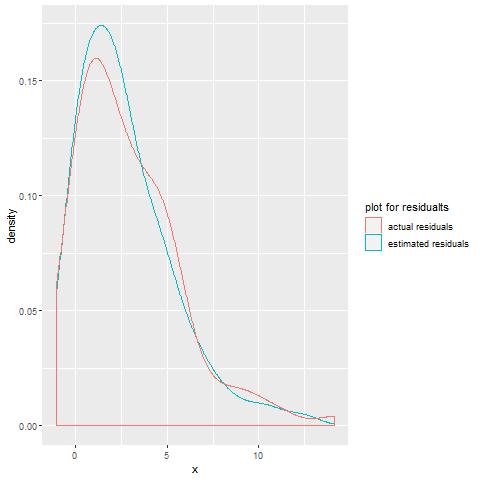 0.15
0.10
0.05
0.00
density
0
5
10
x
plot for residualts
actual residuals
estimated residuals